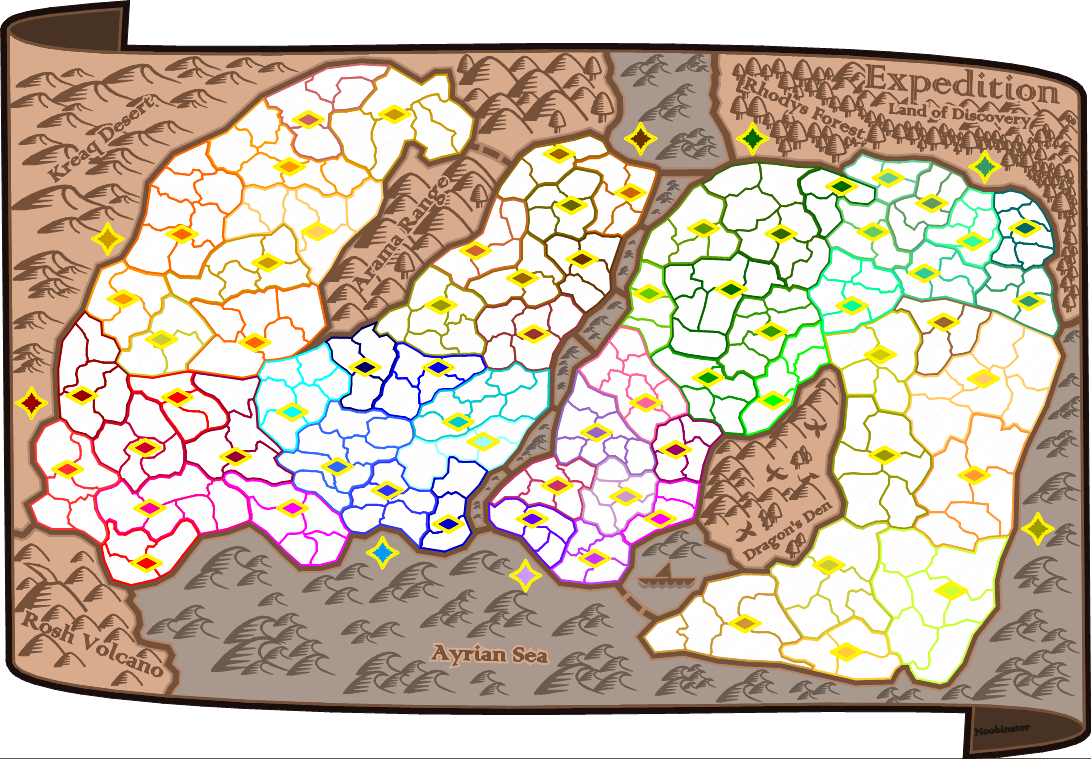 Expedition
Rhodys Forest
Land of Discovery
Kreaq Desert
Arama Range
Dragon's Den
Rosh Volcano
Ayrian Sea
Noobinator